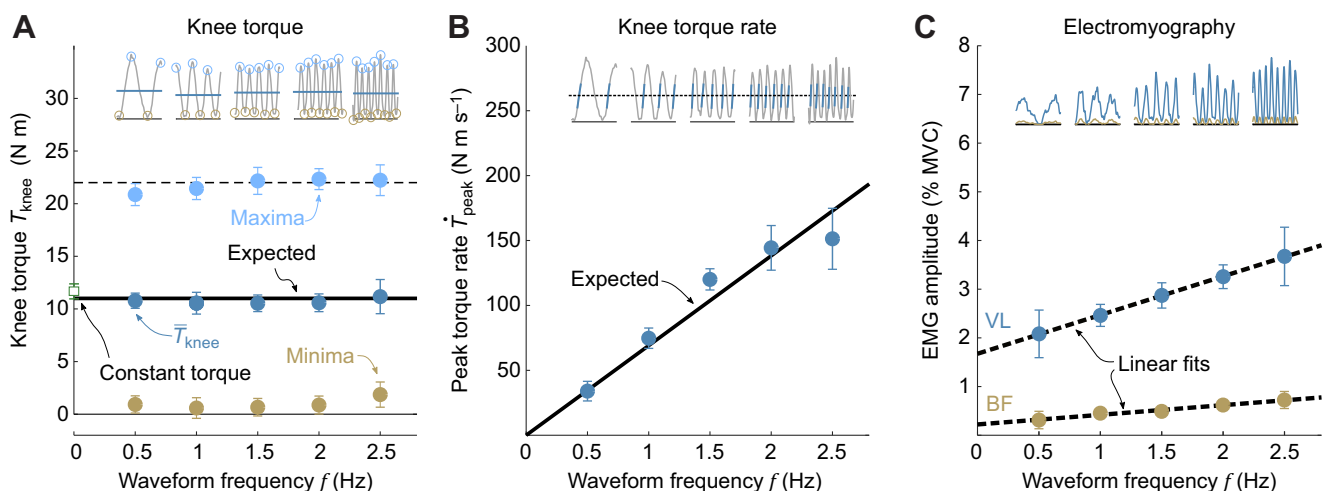 A
Knee torque
Knee torque T_knee (N m)
35
30
25
20
15
10
5
0
Maxima
Expected
T̅_knee
Constant torque
Minima
0.5
1
1.5
2
2.5
Waveform frequency f (Hz)
B
Knee torque rate
Peak torque rate Ṫ_peak (N m s⁻¹)
300
250
200
150
100
50
0
Expected
0.5
1
1.5
2
2.5
Waveform frequency f (Hz)
C
Electromyography
EMG amplitude (% MVC)
8
7
6
5
4
3
2
1
VL
Linear fits
BF
0.5
1
1.5
2
2.5
Waveform frequency f (Hz)